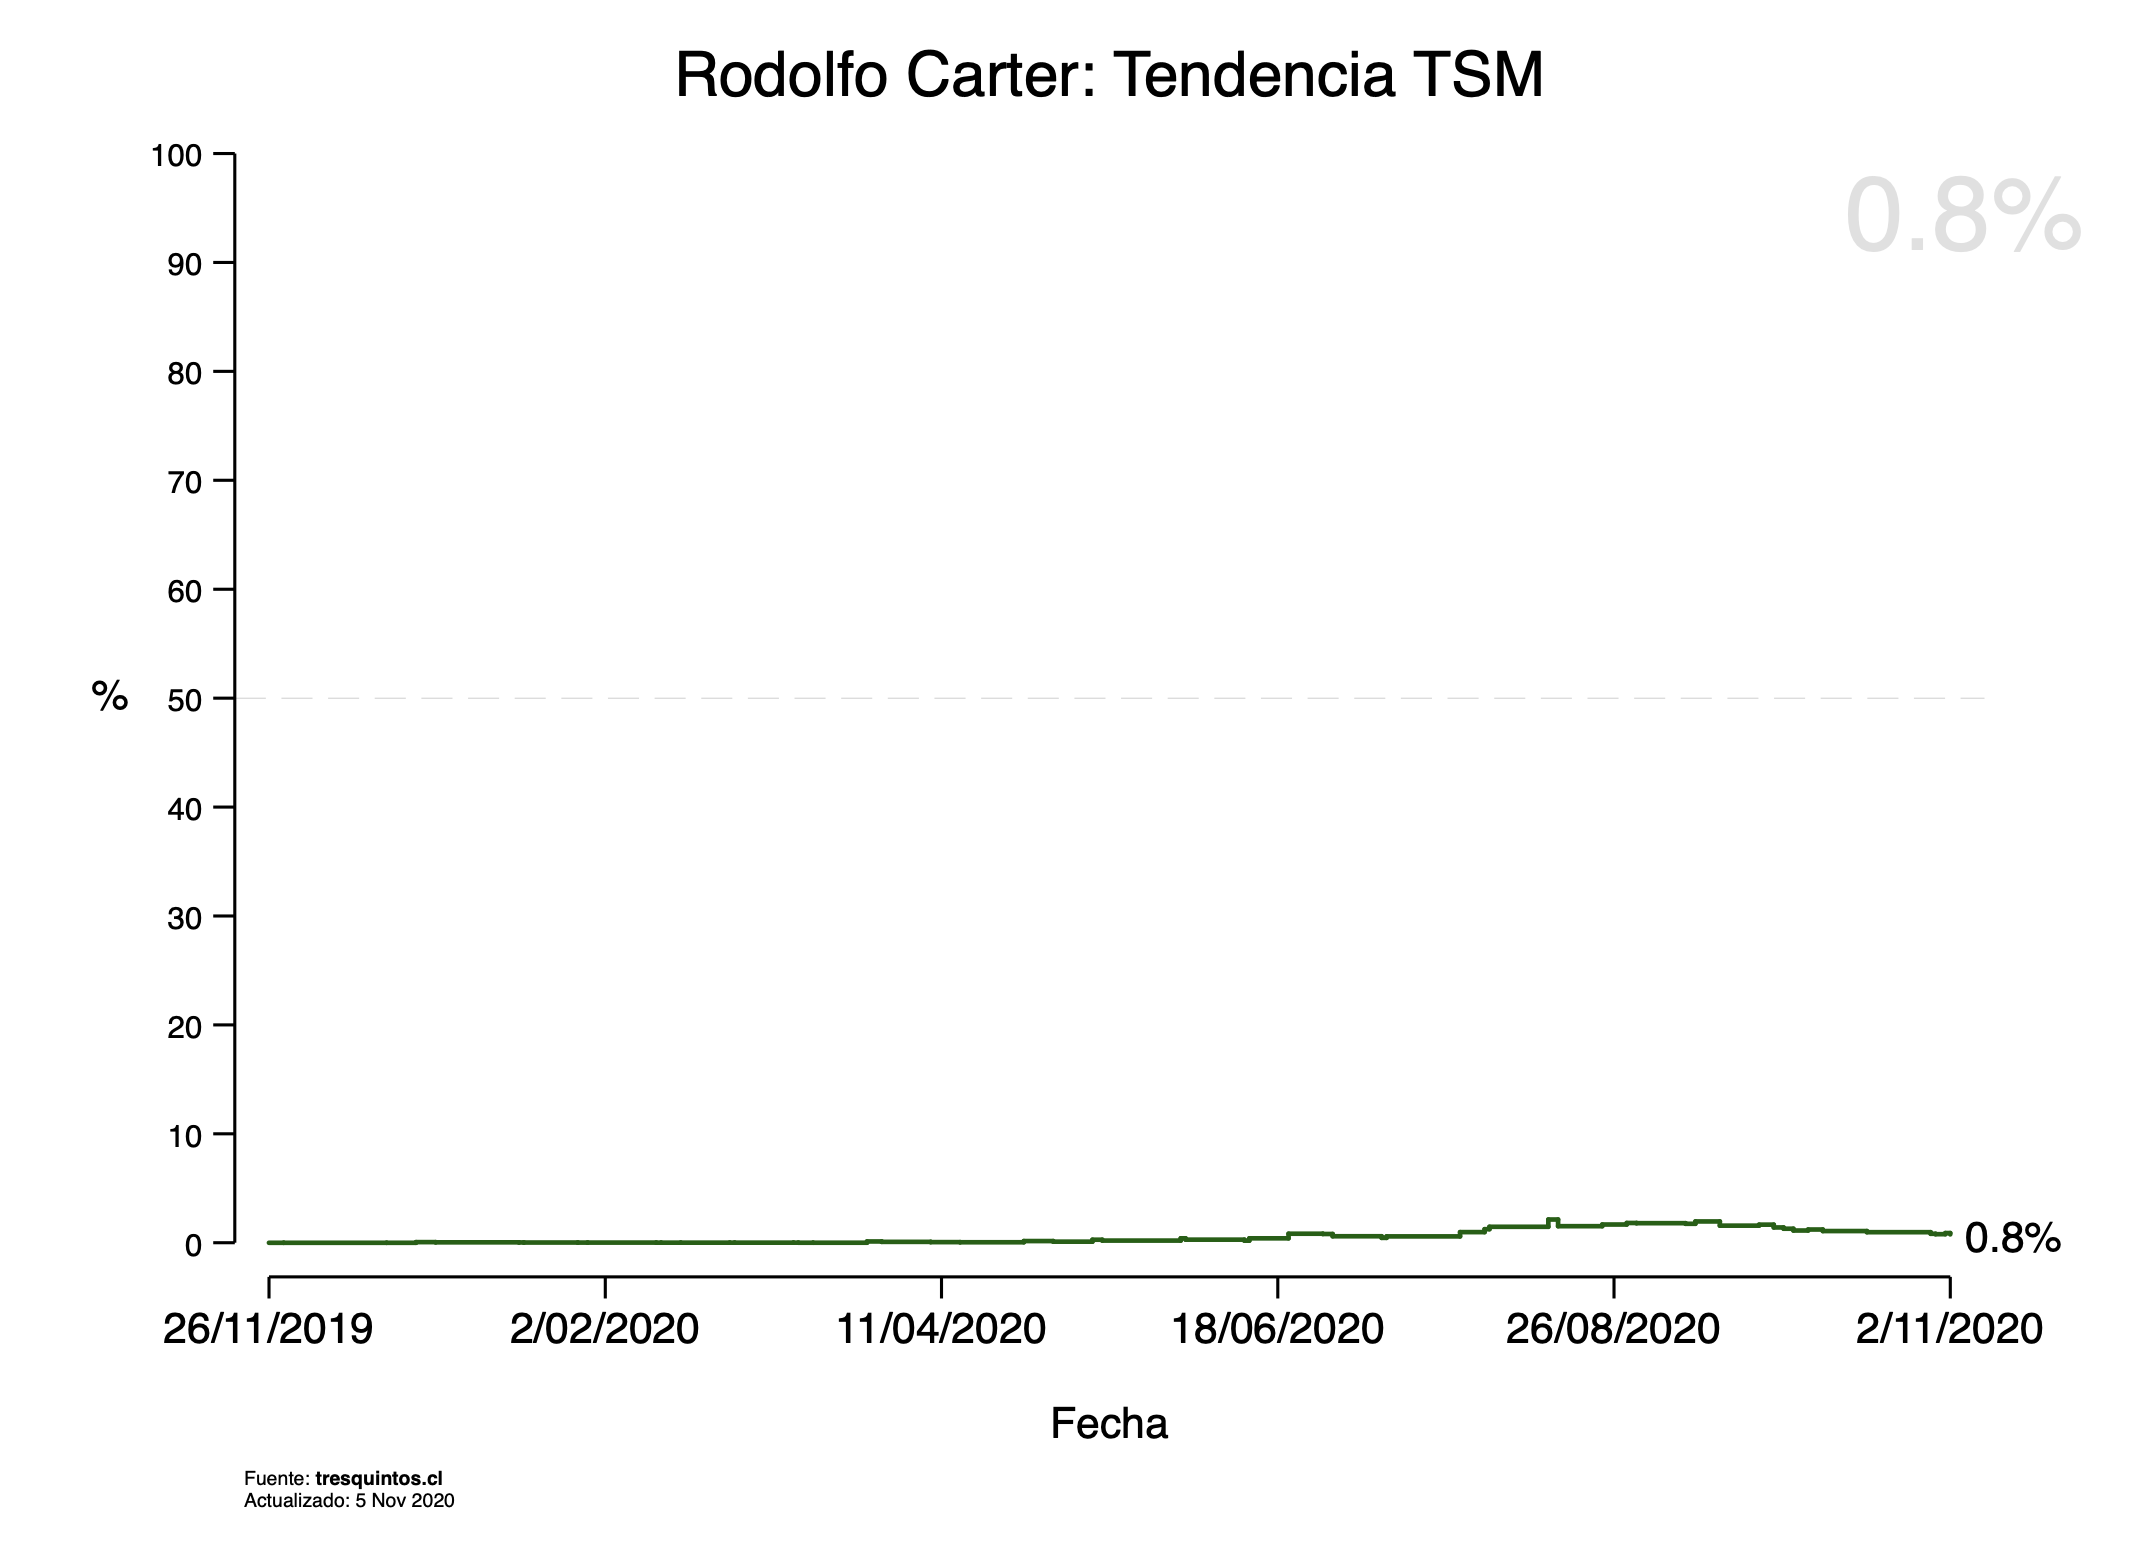 Rodolfo Carter: Tendencia TSM
0.8%
100
90
80
70
60
50
40
30
20
10
0
%
0.8%
26/11/2019 2/02/2020 11/04/2020 18/06/2020 26/08/2020 2/11/2020
Fecha
Fuente: tresquintos.cl
Actualizado: 5 Nov 2020